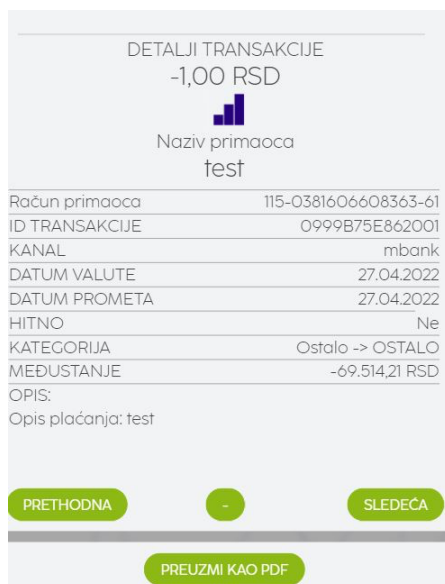 DETALJI TRANSAKCIJE
-1,00 RSD
Naziv primaoca
test
Račun primaoca 115-0381606608363-61
ID TRANSAKCIJE 0999B75E862001
KANAL mbank
DATUM VALUTE 27.04.2022
DATUM PROMETA 27.04.2022
HITNO Ne
KATEGORIJA Ostalo -> OSTALO
MEĐUSTANJE -69.514,21 RSD
OPIS:
Opis plaćanja: test
PRETHODNA - SLEDEĆA
PREUZMI KAO PDF